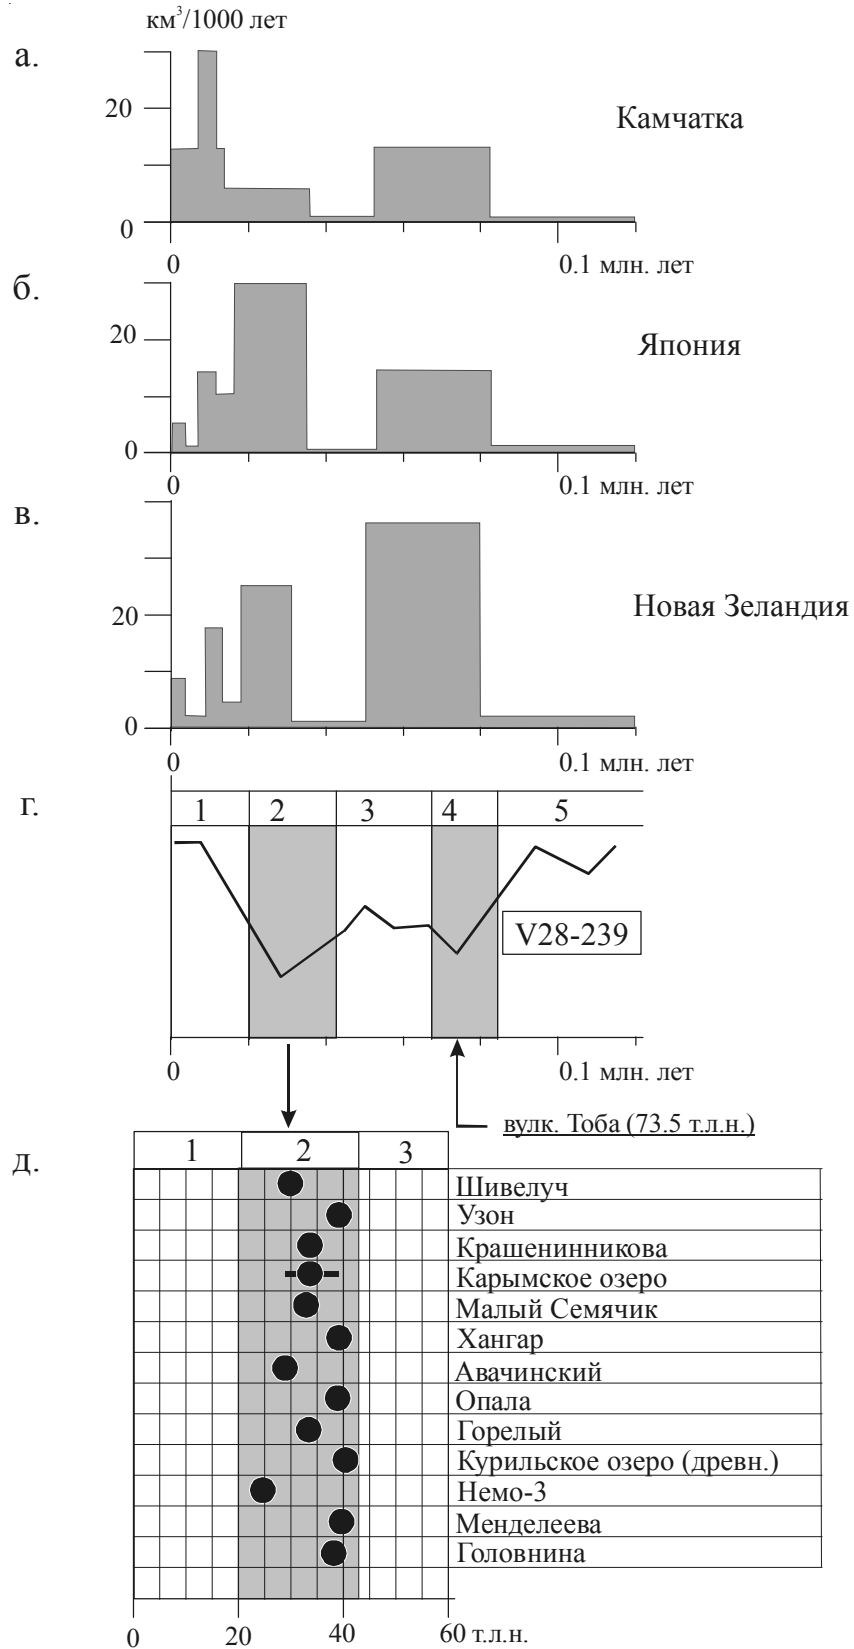 км³/1000 лет
а.
20
Камчатка
0
0
0.1 млн. лет
б.
20
Япония
0
0
0.1 млн. лет
в.
20
Новая Зеландия
0
0
0.1 млн. лет
г.
1 2 3 4 5
V28-239
0
0.1 млн. лет
вулк. Тоба (73.5 т.л.н.)
д.
1 2 3
Шивелуч
Узон
Крашенинникова
Карымское озеро
Малый Семячик
Хангар
Авачинский
Опала
Горелый
Курильское озеро (древн.)
Немо-3
Менделеева
Головнина
0 20 40 60 т.л.н.